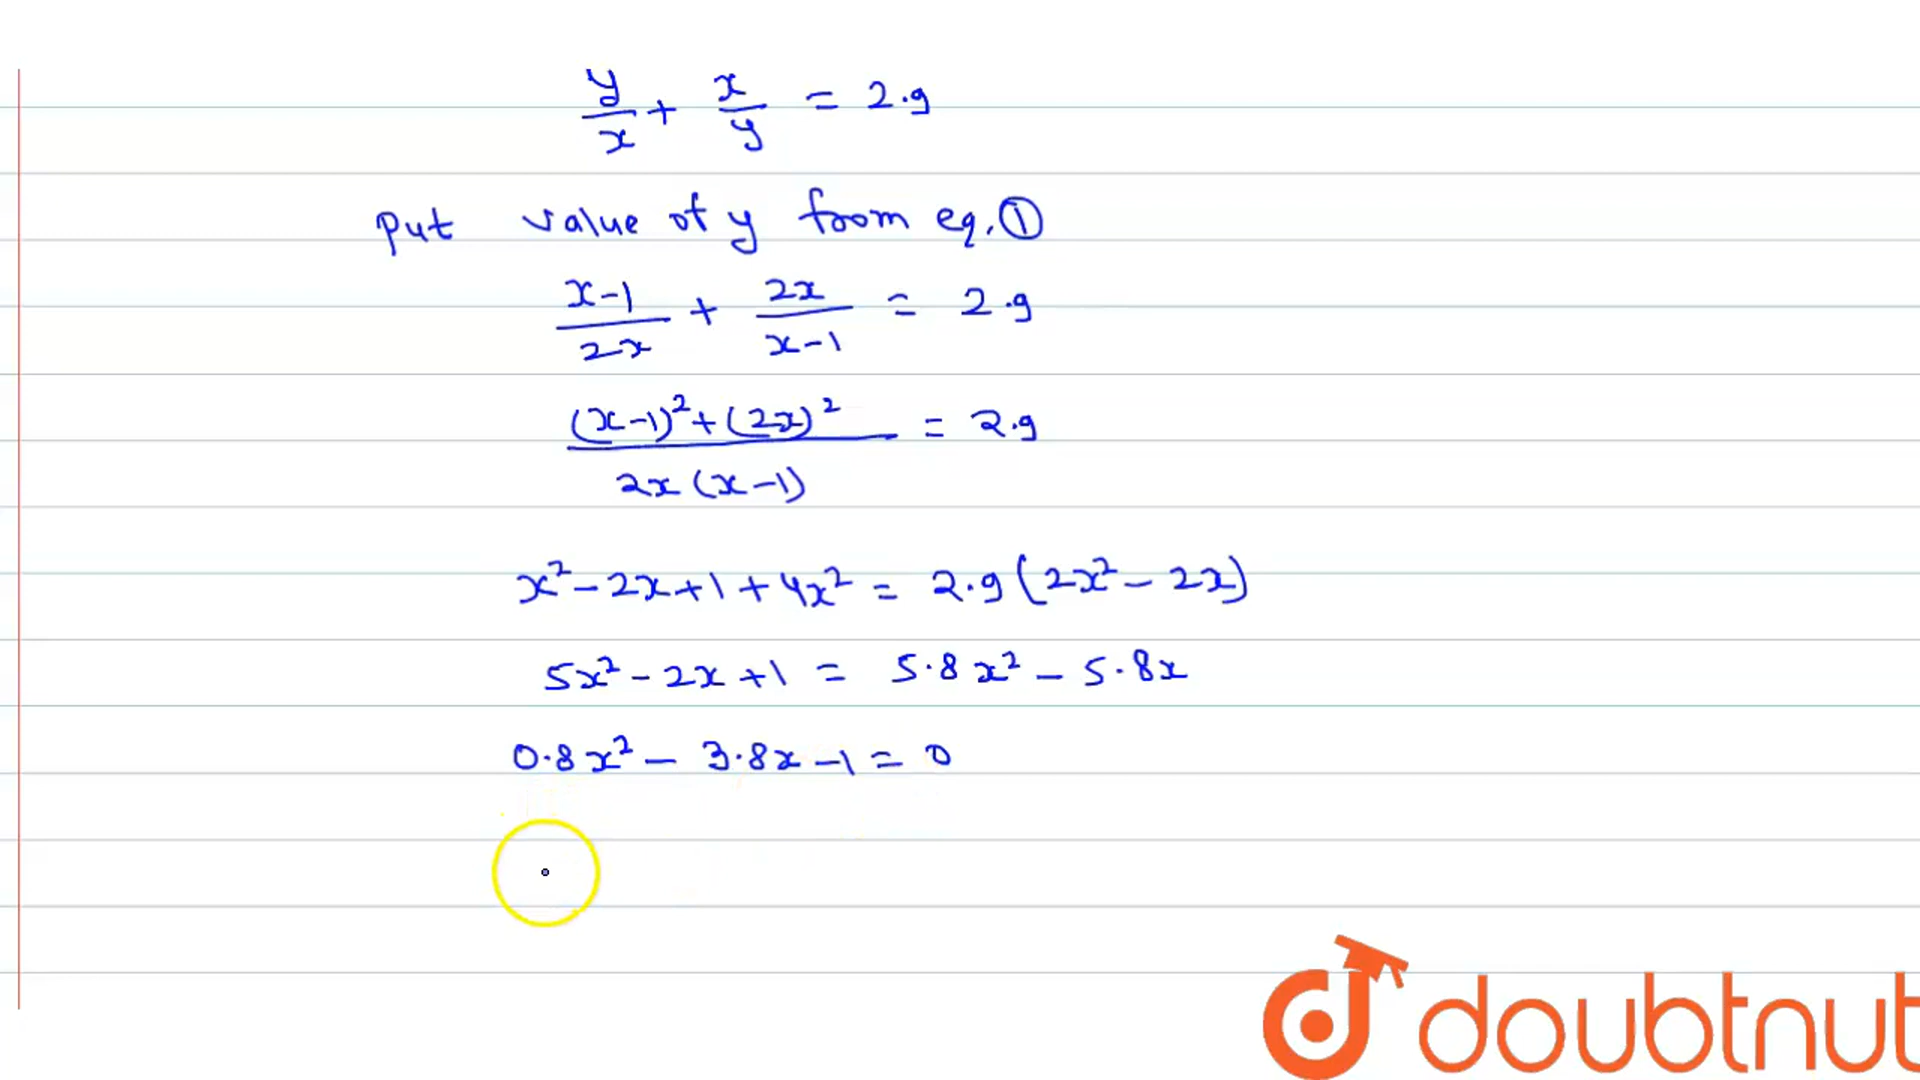 y/x + x/y = 2.9
put value of y from eq. ①
(x-1)/2x + 2x/(x-1) = 2.9
((x-1)² + (2x)²)/(2x(x-1)) = 2.9
x² - 2x + 1 + 4x² = 2.9(2x² - 2x)
5x² - 2x + 1 = 5.8x² - 5.8x
0.8x² - 3.8x - 1 = 0
doubtnut